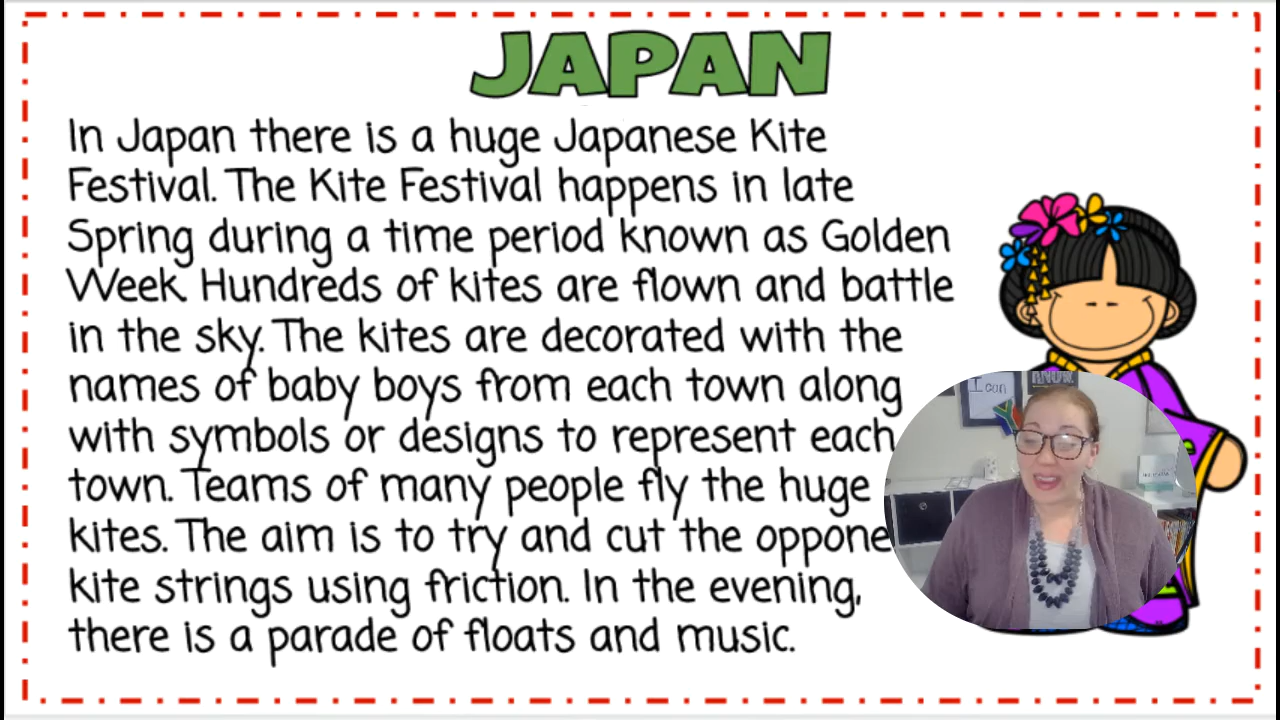 JAPAN
In Japan there is a huge Japanese Kite
Festival. The Kite Festival happens in late
Spring during a time period known as Golden
Week. Hundreds of kites are flown and battle
in the sky. The kites are decorated with the
names of baby boys from each town along
with symbols or designs to represent each
town. Teams of many people fly the huge
kites. The aim is to try and cut the oppone
kite strings using friction. In the evening,
there is a parade of floats and music.
I can
KNOW